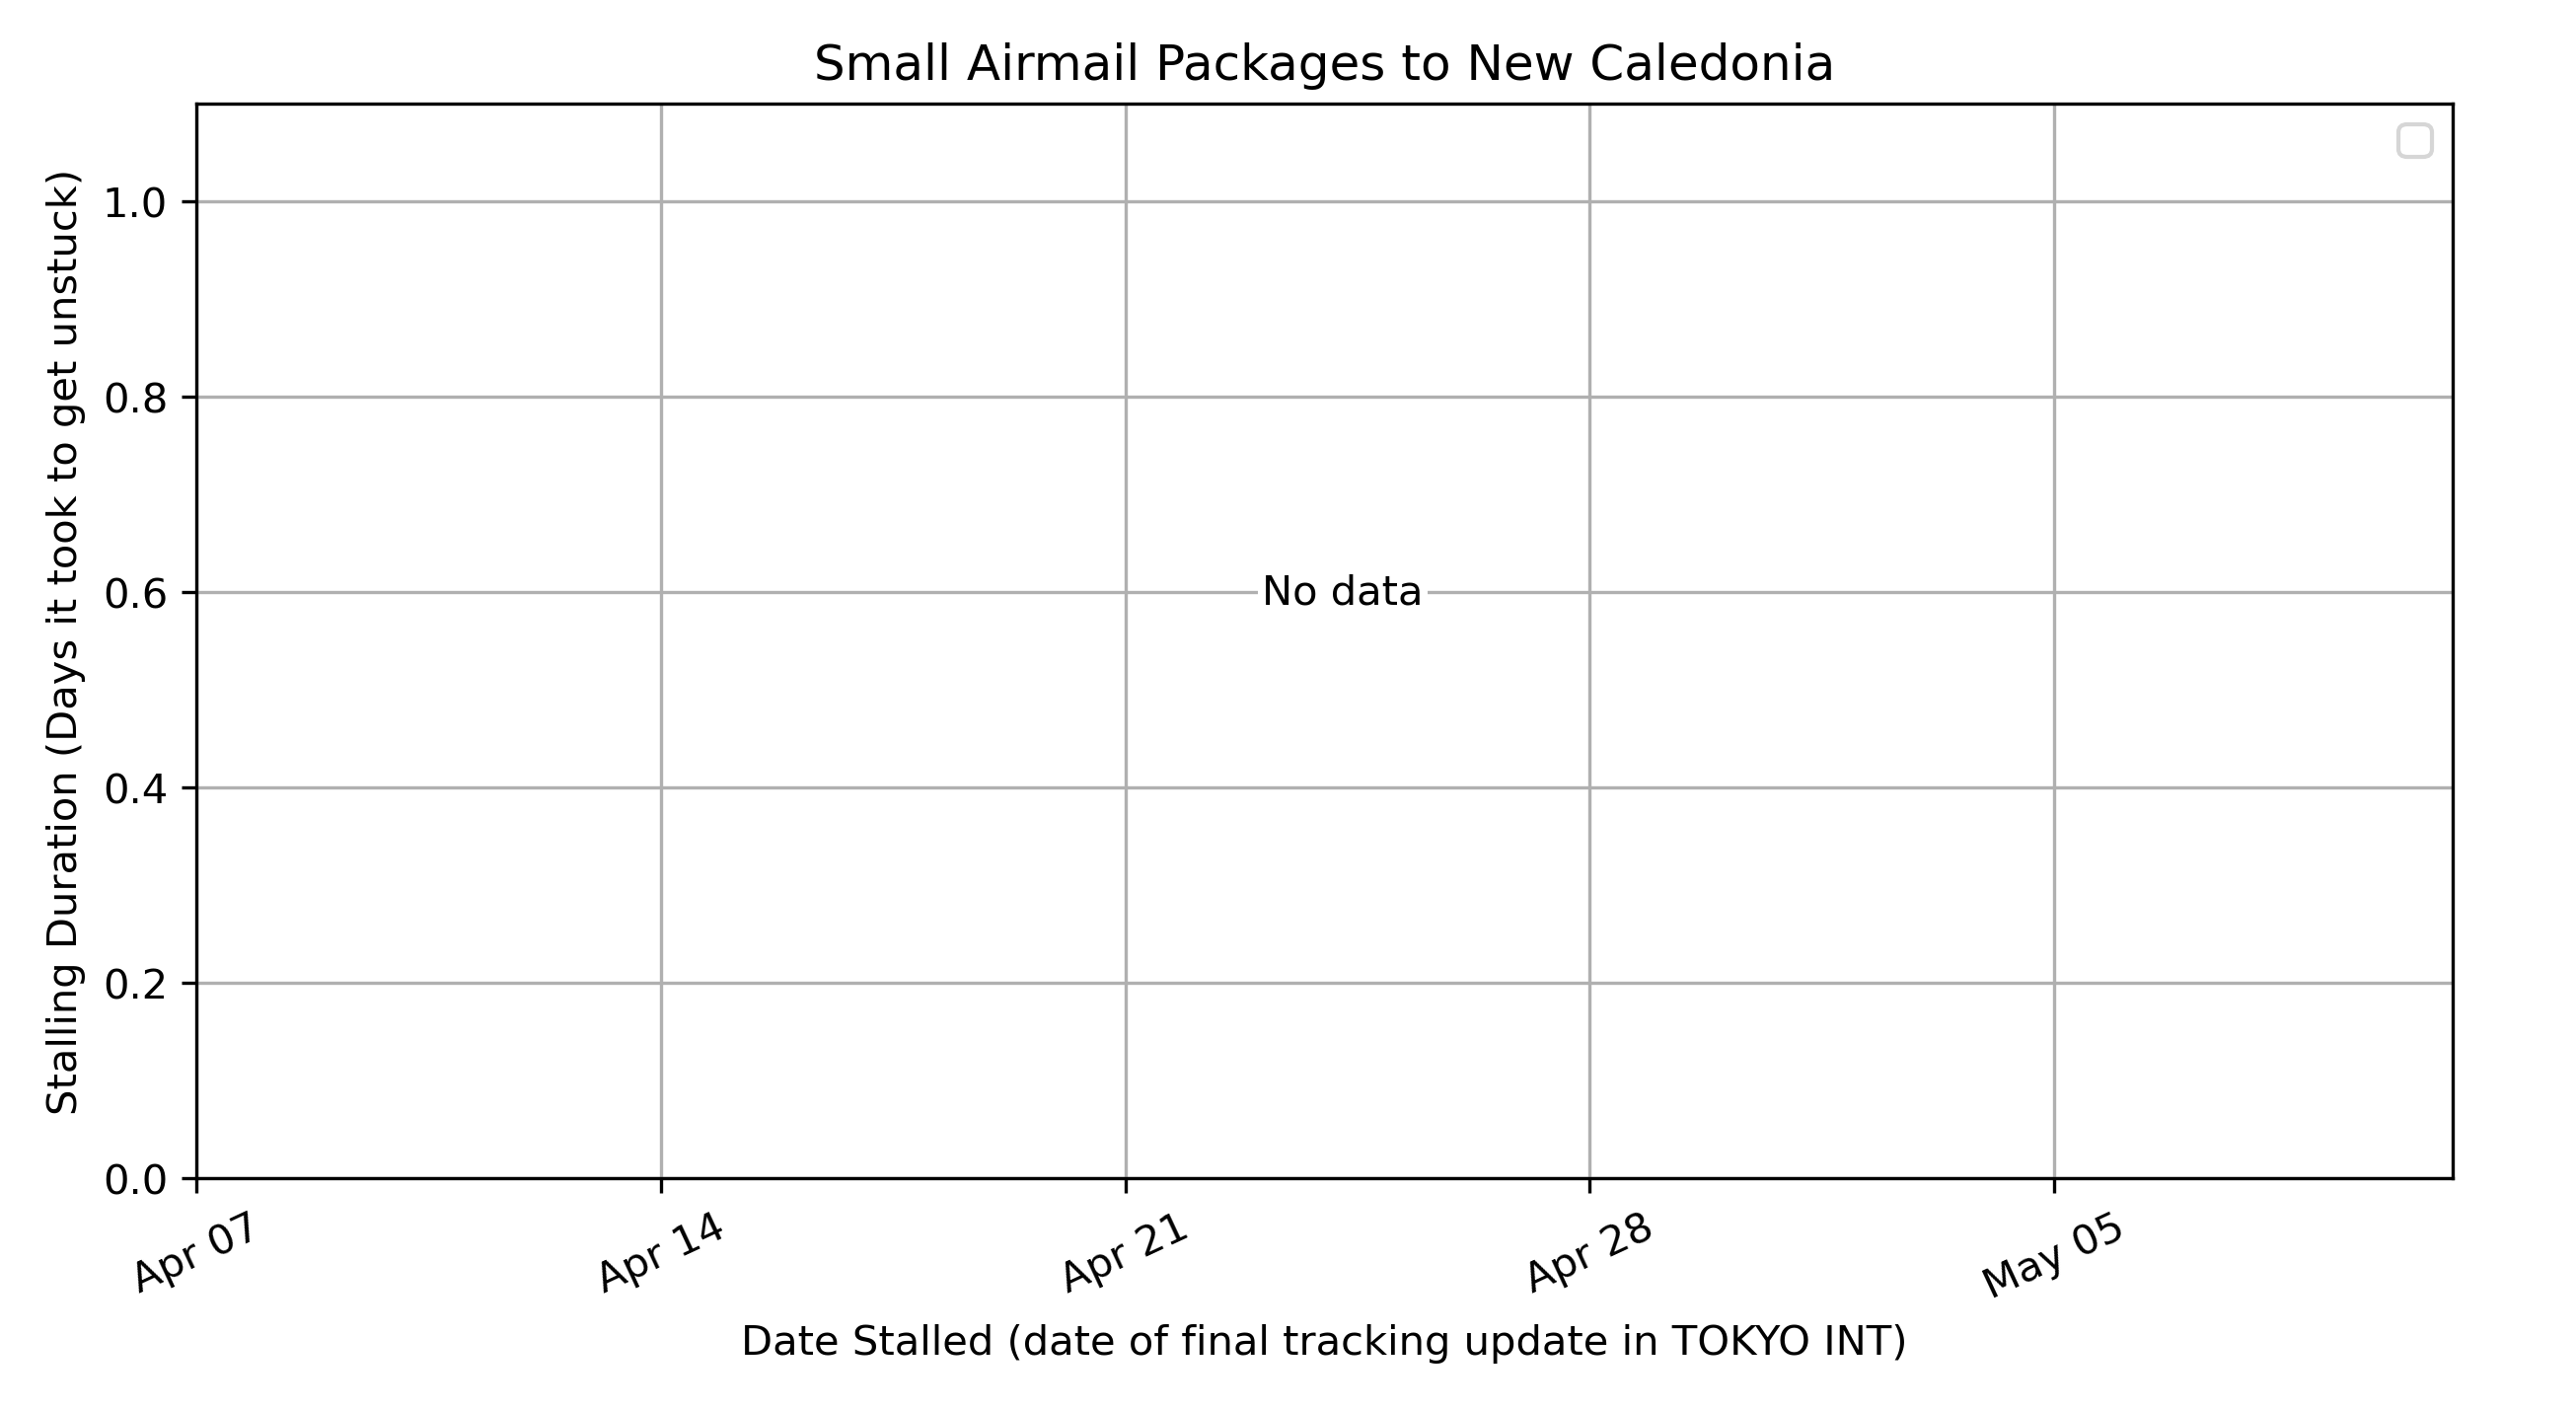 Small Airmail Packages to New Caledonia
Stalling Duration (Days it took to get unstuck)
1.0
0.8
0.6
0.4
0.2
0.0
No data
Apr 07
Apr 14
Apr 21
Apr 28
May 05
Date Stalled (date of final tracking update in TOKYO INT)